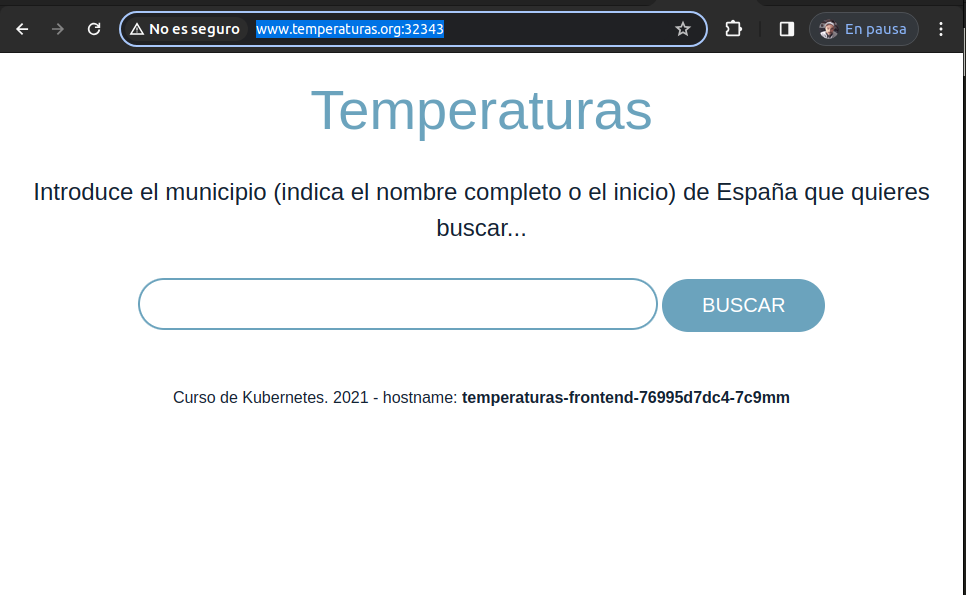 No es seguro www.temperaturas.org:32343 En pausa
Temperaturas
Introduce el municipio (indica el nombre completo o el inicio) de España que quieres
buscar...
BUSCAR
Curso de Kubernetes. 2021 - hostname: temperaturas-frontend-76995d7dc4-7c9mm